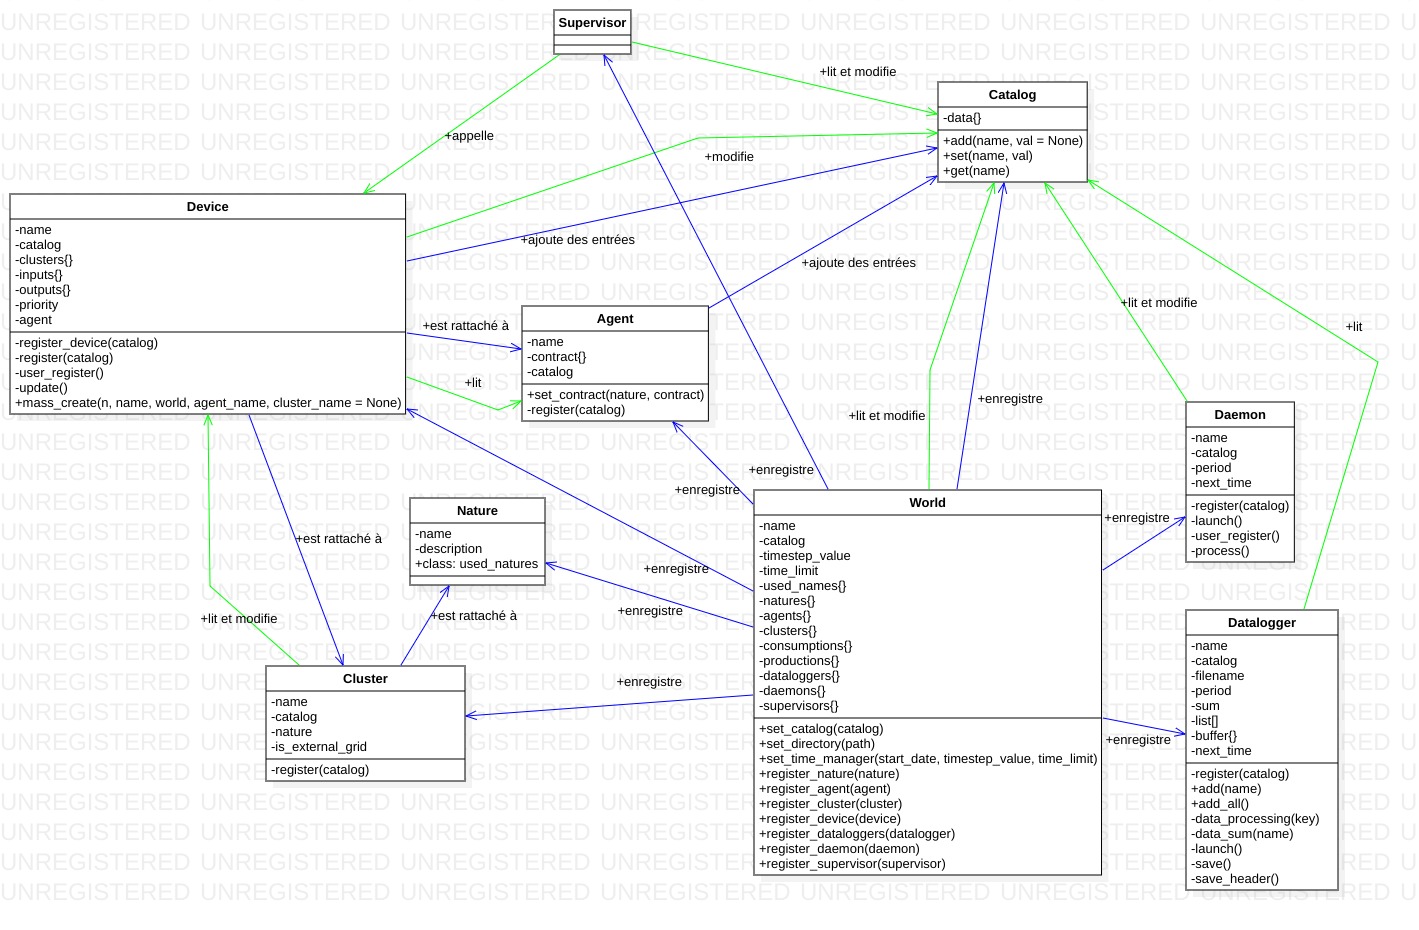 Supervisor
+lit et modifie
Catalog
-data{}
+add(name, val = None)
+set(name, val)
+get(name)
+appelle
+modifie
Device
-name
-catalog
-clusters{}
-inputs{}
-outputs{}
-priority
-agent
-register_device(catalog)
-register(catalog)
-user_register()
-update()
+mass_create(n, name, world, agent_name, cluster_name = None)
+ajoute des entrées
+ajoute des entrées
+est rattaché à
+lit
Agent
-name
-contract{}
-catalog
+set_contract(nature, contract)
-register(catalog)
+lit et modifie
+lit
+enregistre
+lit et modifie
Daemon
-name
-catalog
-period
-next_time
-register(catalog)
-launch()
-user_register()
-process()
+enregistre
+enregistre
+enregistre
Nature
-name
-description
+class: used_natures
+est rattaché à
+enregistre
+enregistre
+est rattaché à
+lit et modifie
+enregistre
Cluster
-name
-catalog
-nature
-is_external_grid
-register(catalog)
World
-name
-catalog
-timestep_value
-time_limit
-used_names{}
-natures{}
-agents{}
-clusters{}
-consumptions{}
-productions{}
-dataloggers{}
-daemons{}
-supervisors{}
+set_catalog(catalog)
+set_directory(path)
+set_time_manager(start_date, timestep_value, time_limit)
+register_nature(nature)
+register_agent(agent)
+register_cluster(cluster)
+register_device(device)
+register_dataloggers(datalogger)
+register_daemon(daemon)
+register_supervisor(supervisor)
+enregistre
Datalogger
-name
-catalog
-filename
-period
-sum
-list[]
-buffer{}
-next_time
-register(catalog)
+add(name)
+add_all()
-data_processing(key)
-data_sum(name)
-launch()
-save()
-save_header()
UNREGISTERED